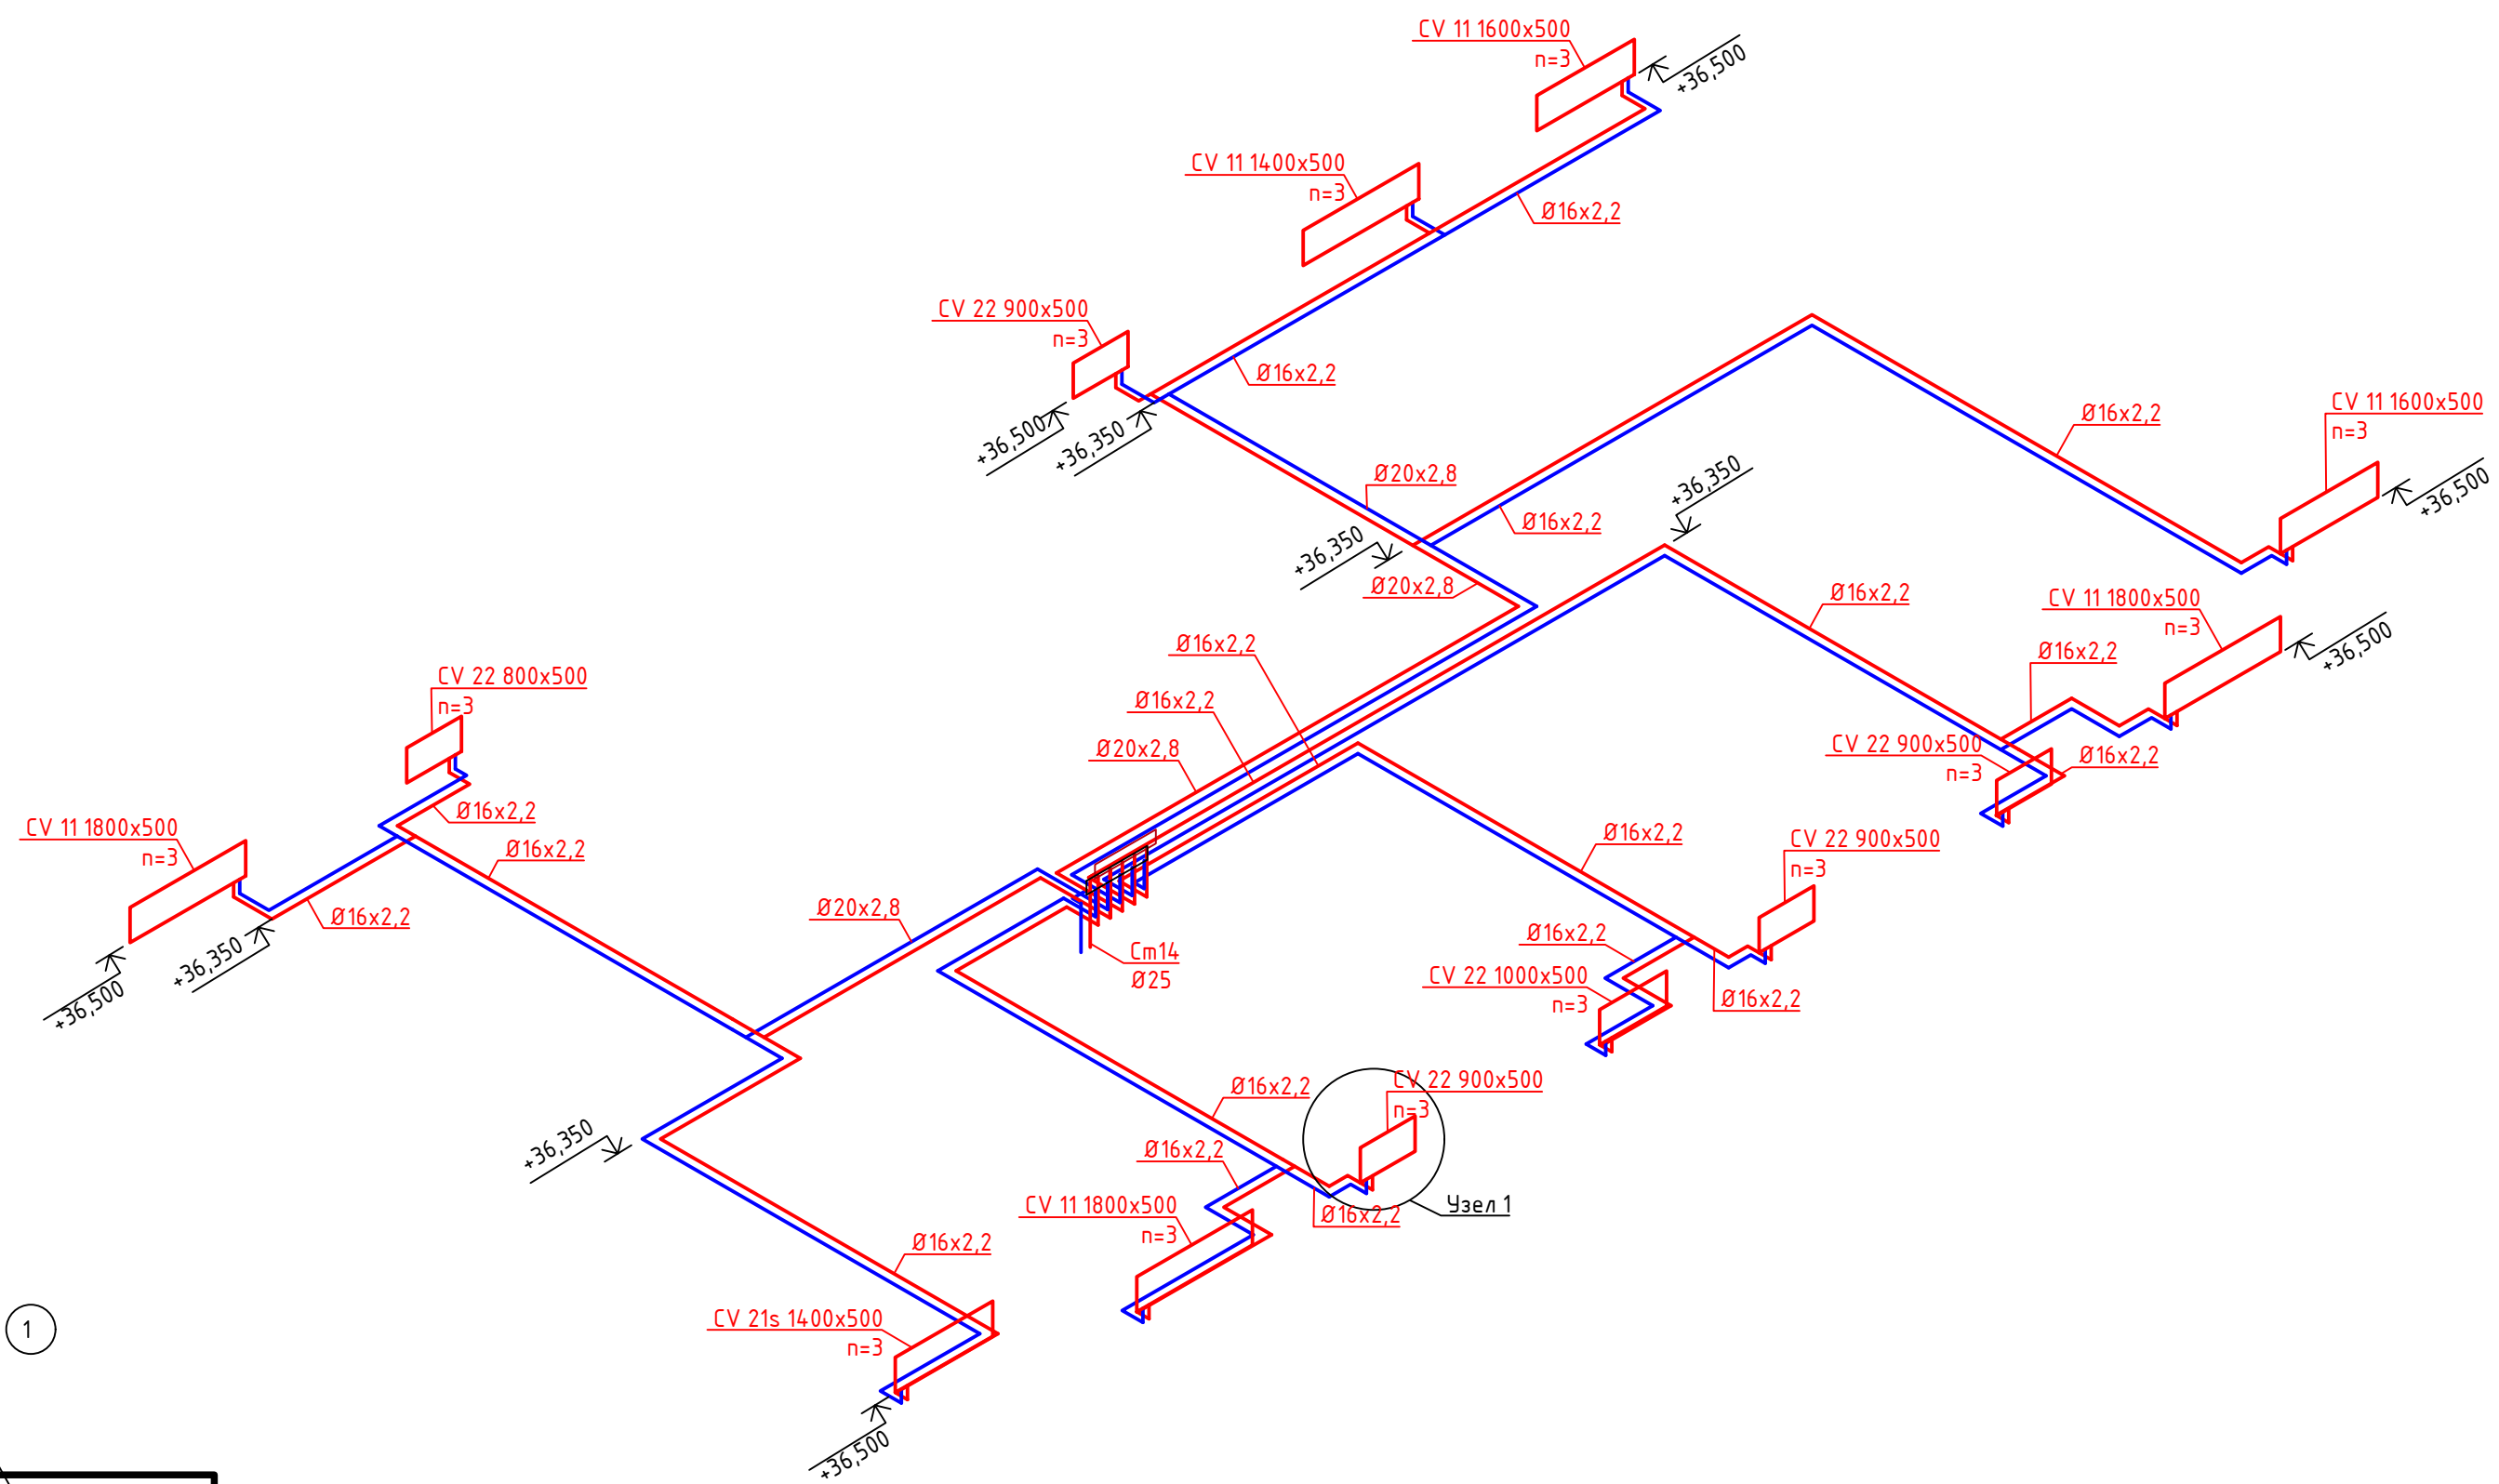 CV 11 1600x500
n=3
+36,500
CV 11 1400x500
n=3
Ø16x2,2
CV 22 900x500
n=3
Ø16x2,2
+36,500
+36,350
Ø16x2,2
CV 11 1600x500
n=3
+36,500
Ø20x2,8
+36,350
Ø16x2,2
+36,350
Ø20x2,8
Ø16x2,2
CV 11 1800x500
n=3
+36,500
Ø16x2,2
Ø16x2,2
CV 22 800x500
n=3
Ø16x2,2
Ø20x2,8
CV 22 900x500
n=3
Ø16x2,2
CV 11 1800x500
n=3
Ø16x2,2
Ø16x2,2
Ø16x2,2
CV 22 900x500
n=3
Ø16x2,2
+36,350
+36,500
Ø20x2,8
Ст14
Ø25
Ø16x2,2
CV 22 1000x500
n=3
Ø16x2,2
+36,350
Ø16x2,2
CV 22 900x500
n=3
Ø16x2,2
CV 11 1800x500
n=3
Ø16x2,2
Узел 1
Ø16x2,2
CV 21s 1400x500
n=3
+36,500
1